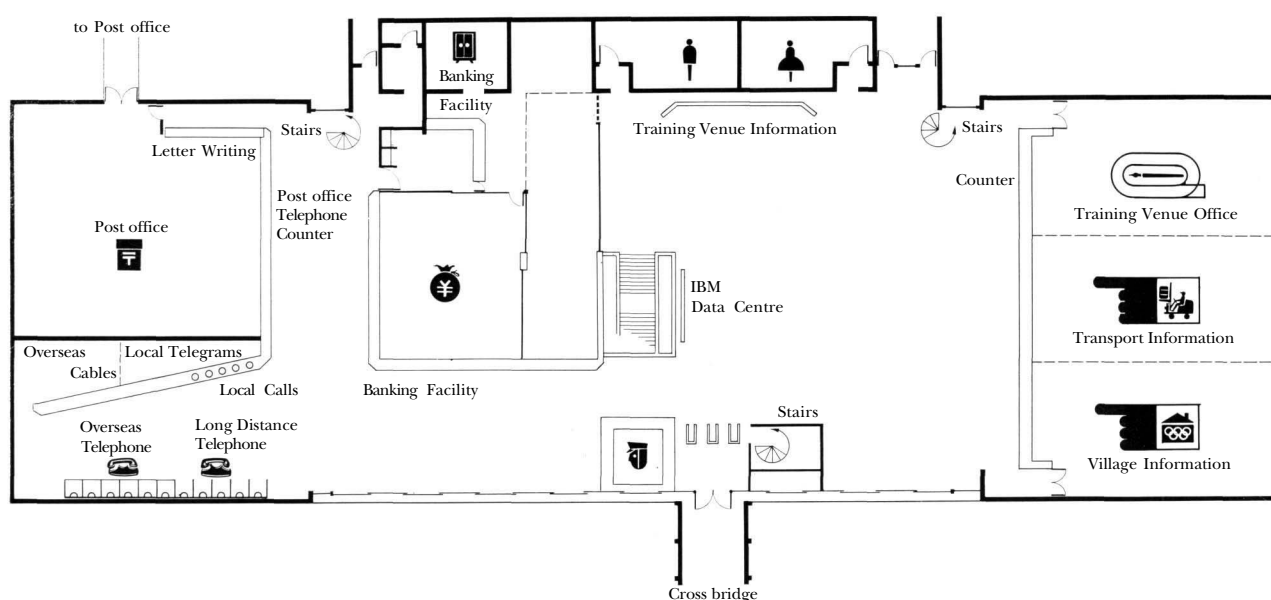 to Post office
Banking
Facility
Stairs
Training Venue Information
Stairs
Letter Writing
Counter
Post office
Telephone
Counter
Post office
〒
Training Venue Office
¥
IBM
Data Centre
Transport Information
Overseas
Cables
Local Telegrams
Local Calls
Banking Facility
Overseas
Telephone
Long Distance
Telephone
Stairs
Village Information
Cross bridge